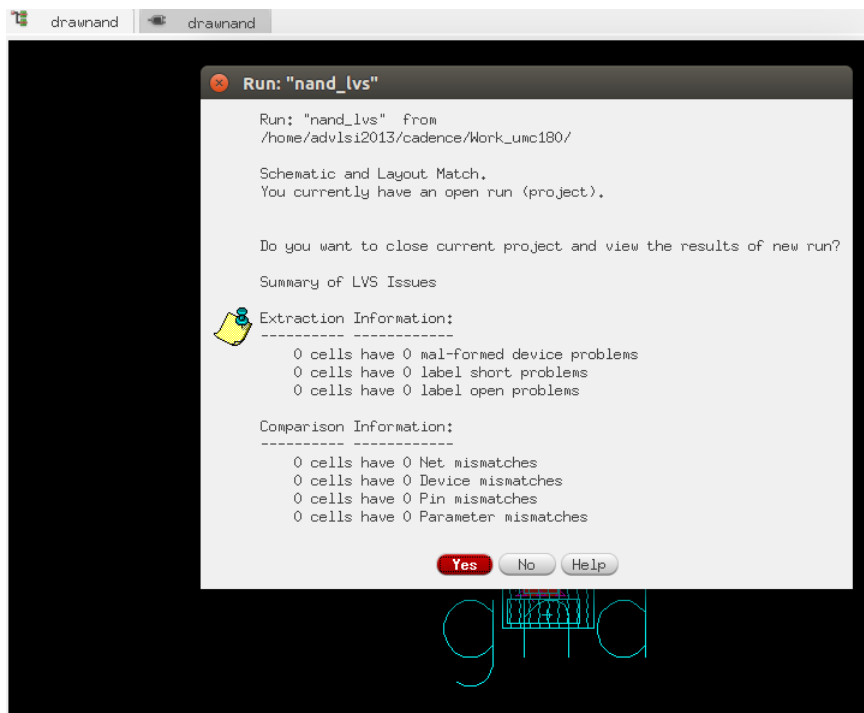 drawnand drawnand
Run: "nand_lvs"
Run: "nand_lvs" from
/home/advlsi2013/cadence/Work_umc180/
Schematic and Layout Match.
You currently have an open run (project).
Do you want to close current project and view the results of new run?
Summary of LVS Issues
Extraction Information:
---------- ------------
0 cells have 0 mal-formed device problems
0 cells have 0 label short problems
0 cells have 0 label open problems
Comparison Information:
---------- ------------
0 cells have 0 Net mismatches
0 cells have 0 Device mismatches
0 cells have 0 Pin mismatches
0 cells have 0 Parameter mismatches
Yes No Help
gnd